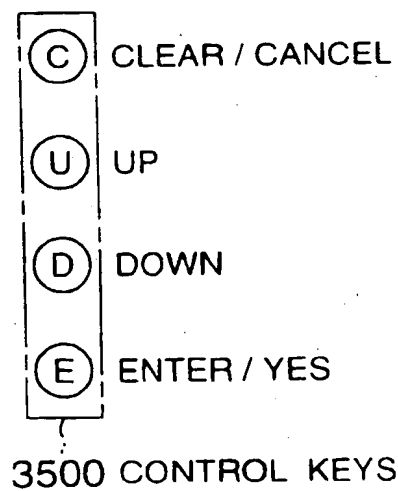 C CLEAR / CANCEL
U UP
D DOWN
E ENTER / YES
3500 CONTROL KEYS